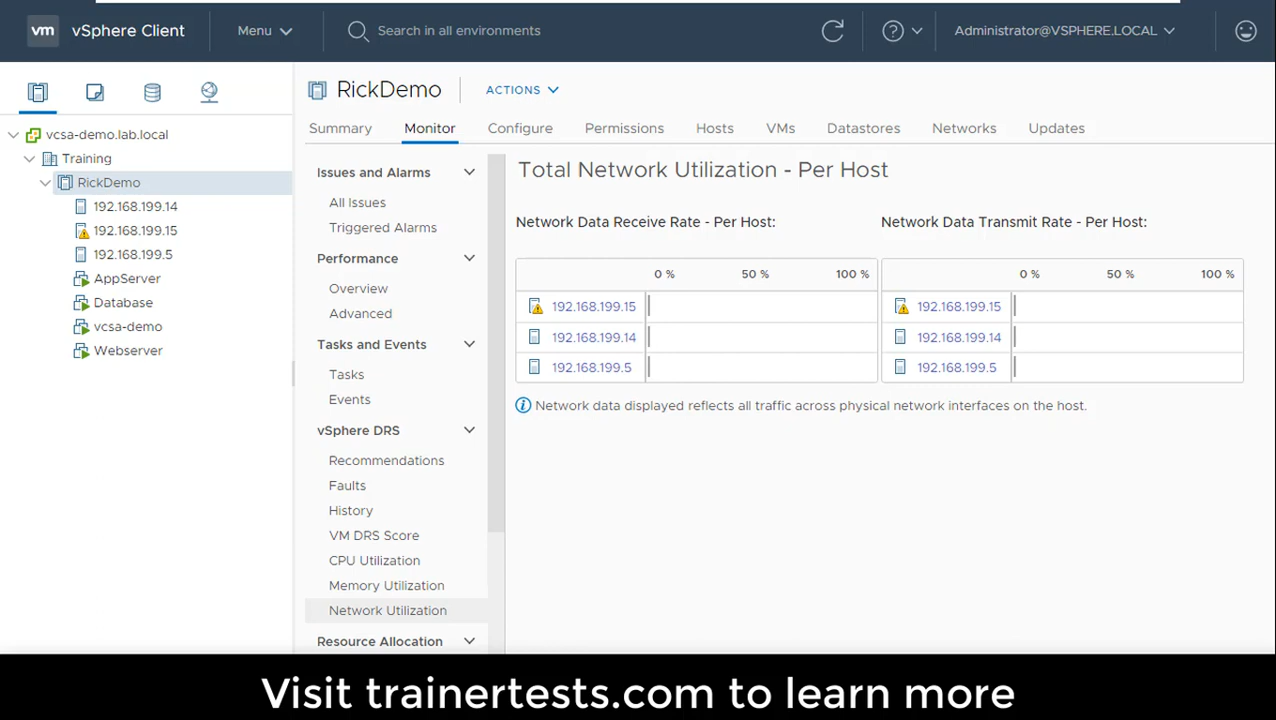 vm vSphere Client Menu Search in all environments Administrator@VSPHERE.LOCAL
RickDemo ACTIONS
Summary Monitor Configure Permissions Hosts VMs Datastores Networks Updates
vcsa-demo.lab.local
Training
RickDemo
192.168.199.14
192.168.199.15
192.168.199.5
AppServer
Database
vcsa-demo
Webserver
Issues and Alarms
All Issues
Triggered Alarms
Performance
Overview
Advanced
Tasks and Events
Tasks
Events
vSphere DRS
Recommendations
Faults
History
VM DRS Score
CPU Utilization
Memory Utilization
Network Utilization
Resource Allocation
Total Network Utilization - Per Host
Network Data Receive Rate - Per Host:
0 % 50 % 100 %
192.168.199.15
192.168.199.14
192.168.199.5
Network Data Transmit Rate - Per Host:
0 % 50 % 100 %
192.168.199.15
192.168.199.14
192.168.199.5
Network data displayed reflects all traffic across physical network interfaces on the host.
Visit trainertests.com to learn more